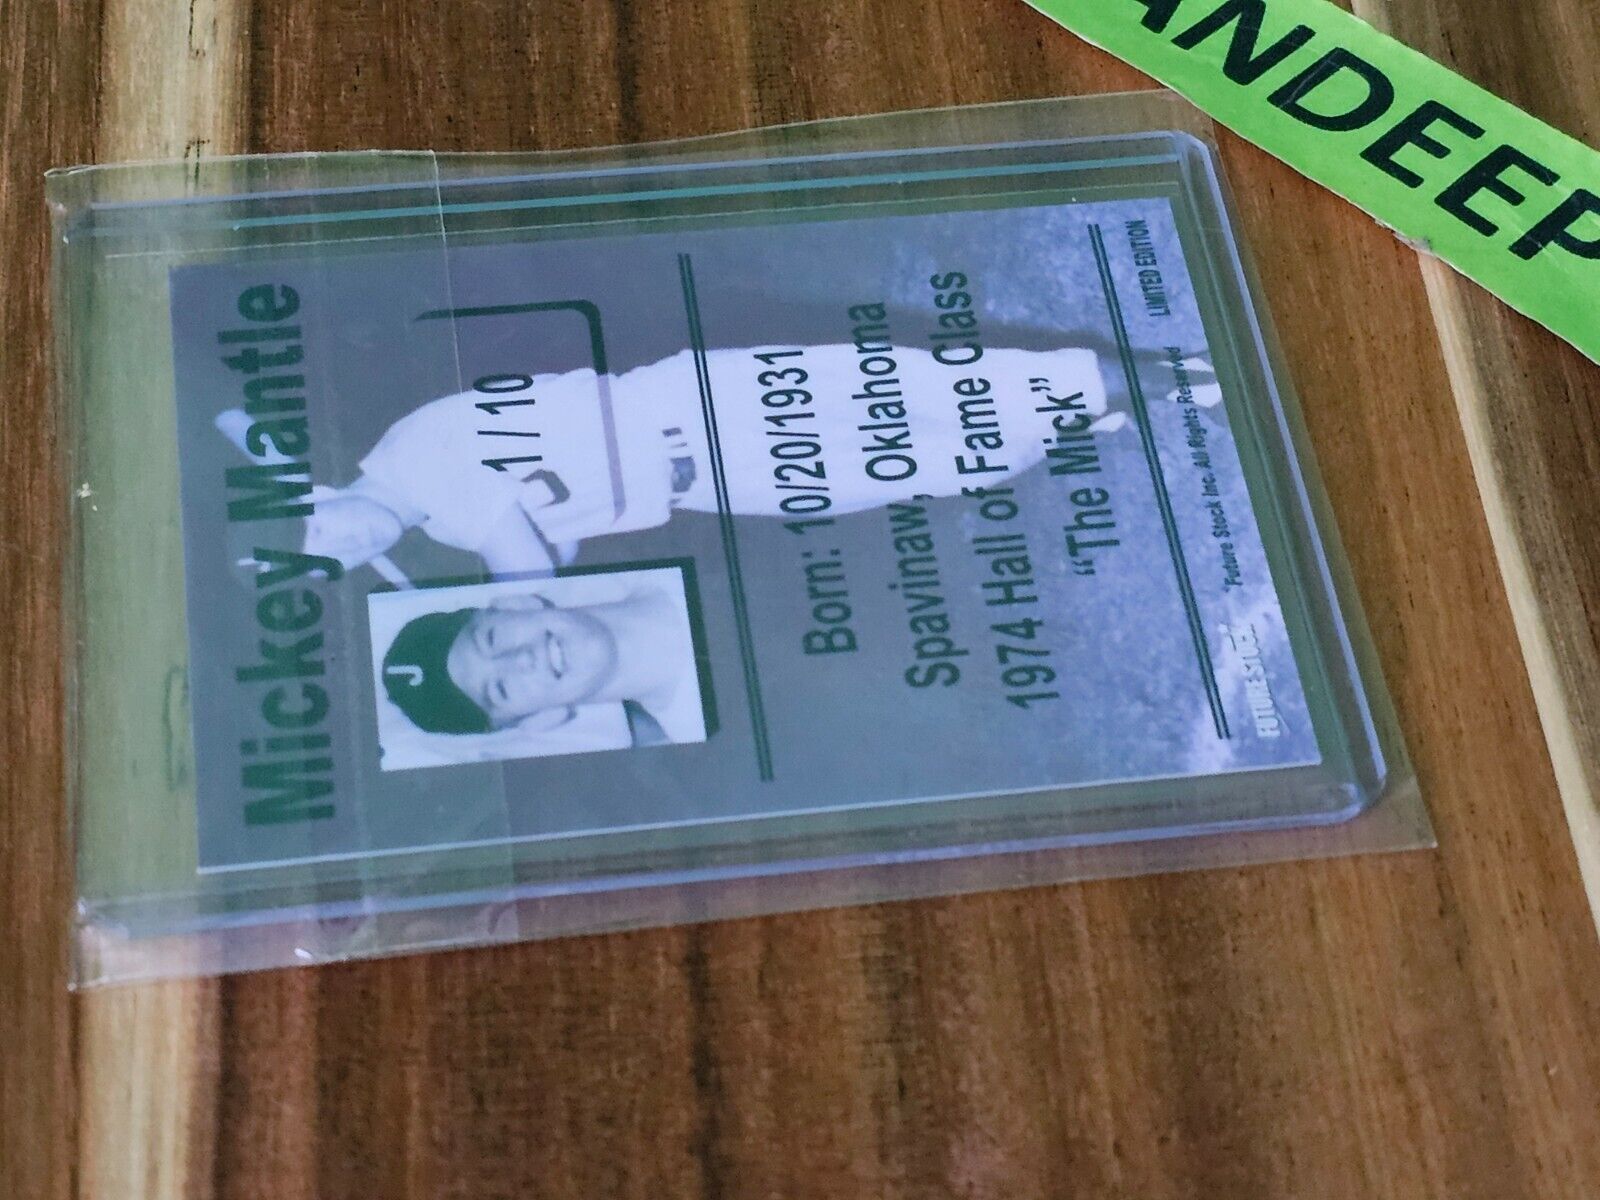 ANDEEP
Mickey Mantle
J
1 / 10
Born: 10/20/1931
Spavinaw, Oklahoma
1974 Hall of Fame Class
“The Mick”
FUTURE STOCK
*Future Stock Inc. All Rights Reserved
LIMITED EDITION